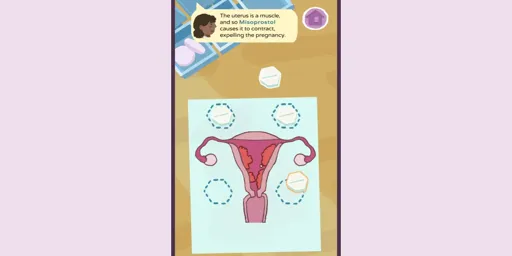 The uterus is a muscle,
and so Misoprostol
causes it to contract,
expelling the pregnancy.